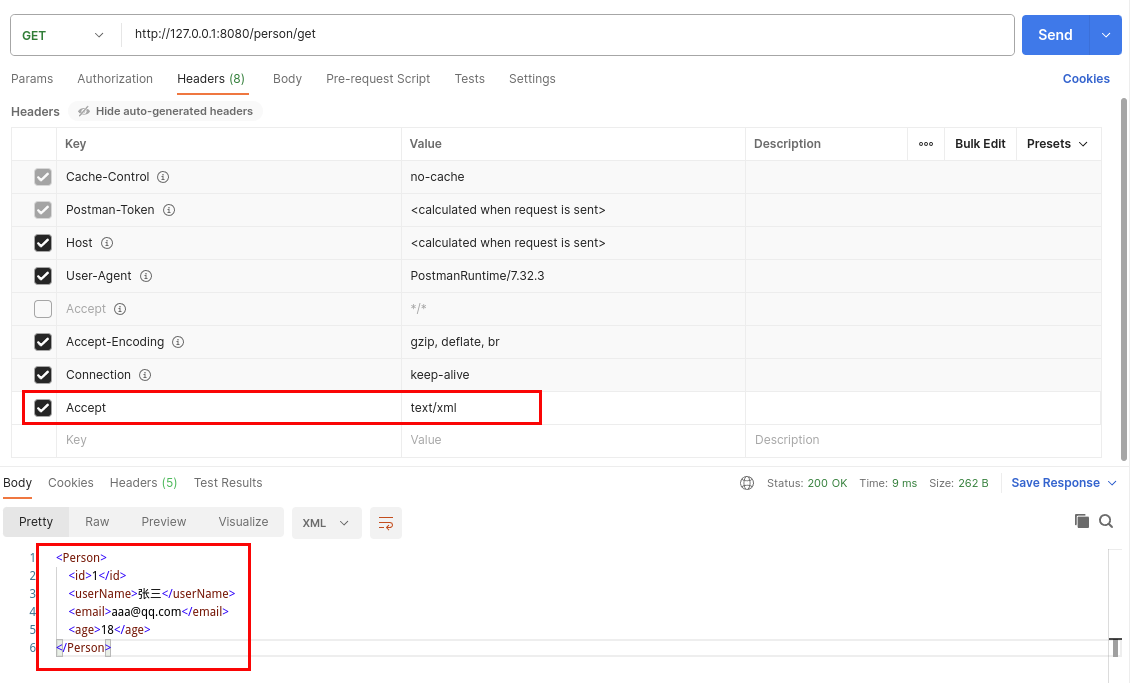 GET http://127.0.0.1:8080/person/get Send
Params Authorization Headers (8) Body Pre-request Script Tests Settings Cookies
Headers Hide auto-generated headers
Key Value Description Bulk Edit Presets
Cache-Control no-cache
Postman-Token <calculated when request is sent>
Host <calculated when request is sent>
User-Agent PostmanRuntime/7.32.3
Accept */*
Accept-Encoding gzip, deflate, br
Connection keep-alive
Accept text/xml
Key Value Description
Body Cookies Headers (5) Test Results Status: 200 OK Time: 9 ms Size: 262 B Save Response
Pretty Raw Preview Visualize XML
1 <Person>
2 <id>1</id>
3 <userName>张三</userName>
4 <email>aaa@qq.com</email>
5 <age>18</age>
6 </Person>